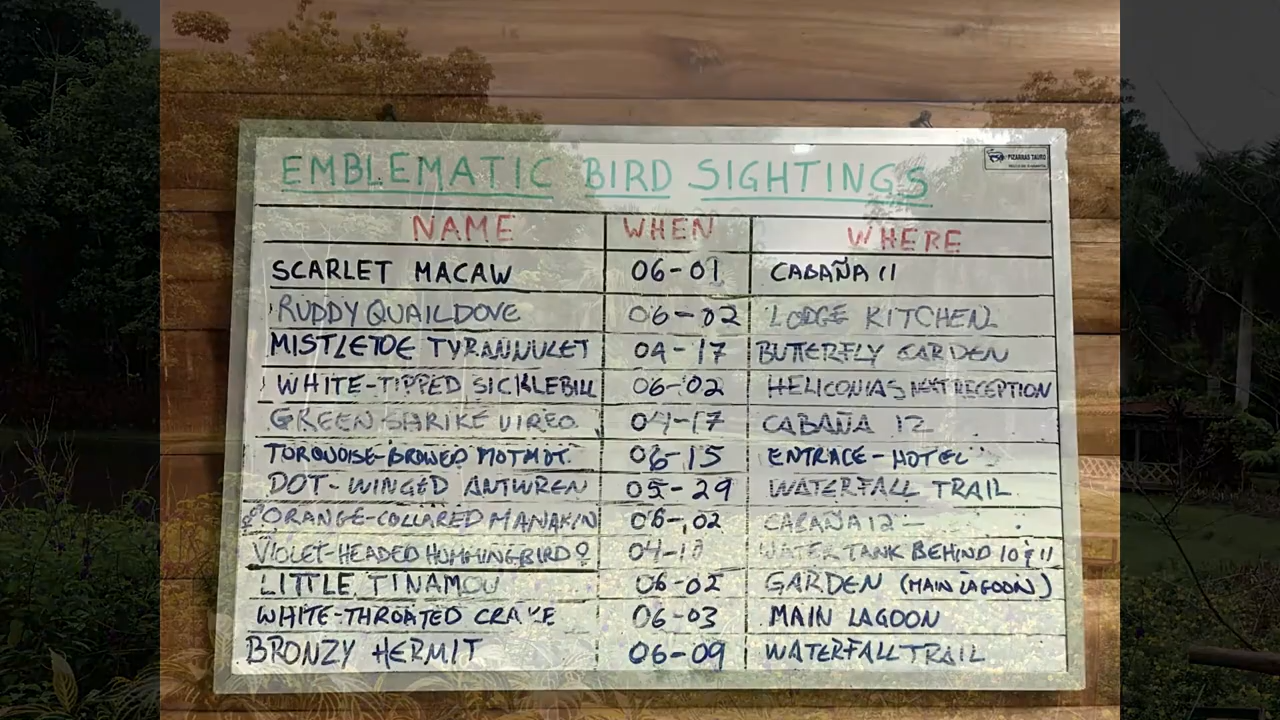 PIZARRAS TAURO
EMBLEMATIC BIRD SIGHTINGS
NAME WHEN WHERE
SCARLET MACAW 06-01 CABAÑA 11
RUDDY QUAILDOVE 06-02 LODGE KITCHEN
MISTLETOE TYRANNULET 04-17 BUTTERFLY GARDEN
WHITE-TIPPED SICKLEBILL 06-02 HELICONIAS NEXT RECEPTION
GREEN SHRIKE VIREO 04-17 CABAÑA 12
TORQUOISE-BROWED MOTMOT 06-15 ENTRACE-HOTEL
DOT-WINGED ANTWREN 05-29 WATERFALL TRAIL
ORANGE-COLLARED MANAKIN 06-02 CABAÑA 12
VIOLET-HEADED HUMMINGBIRD ♀ WATER TANK BEHIND 10 y 11
LITTLE TINAMOU 06-02 GARDEN (MAIN LAGOON)
WHITE-THROATED CRAKE 06-03 MAIN LAGOON
BRONZY HERMIT 06-09 WATERFALL TRAIL